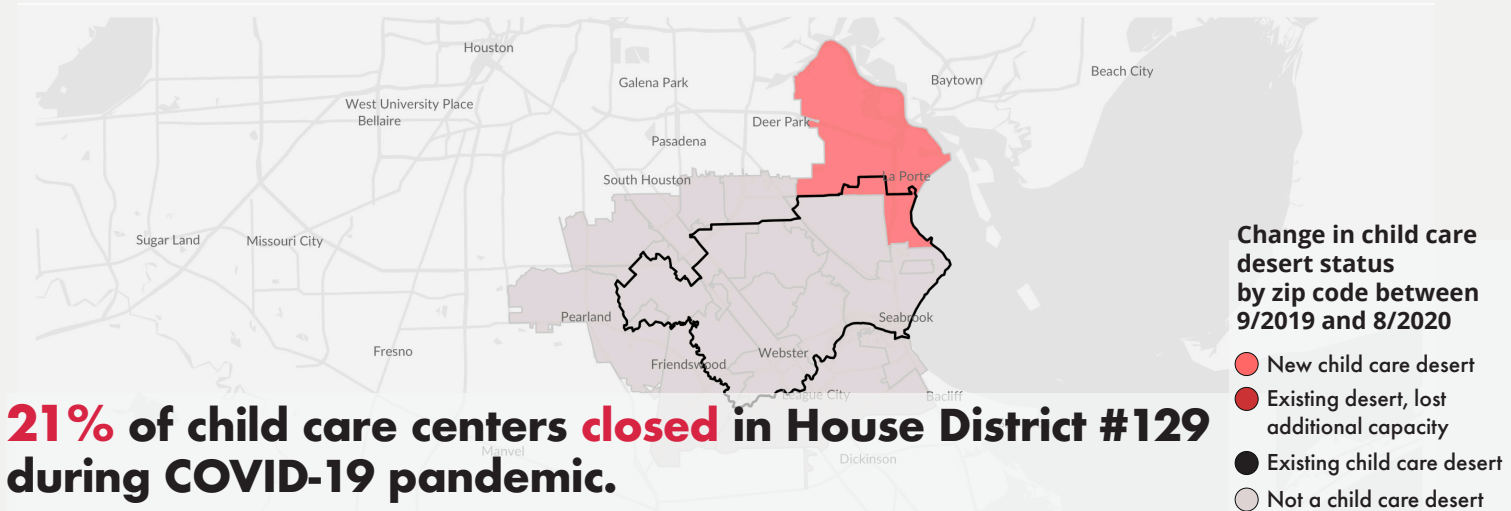 Houston
Beach City
Baytown
Galena Park
West University Place
Bellaire
Deer Park
Pasadena
La Porte
South Houston
Sugar Land
Missouri City
Pearland
Seabrook
Fresno
Webster
Friendswood
League City
Bacliff
Manvel
Dickinson
21% of child care centers closed in House District #129
during COVID-19 pandemic.
Change in child care
desert status
by zip code between
9/2019 and 8/2020
New child care desert
Existing desert, lost
additional capacity
Existing child care desert
Not a child care desert